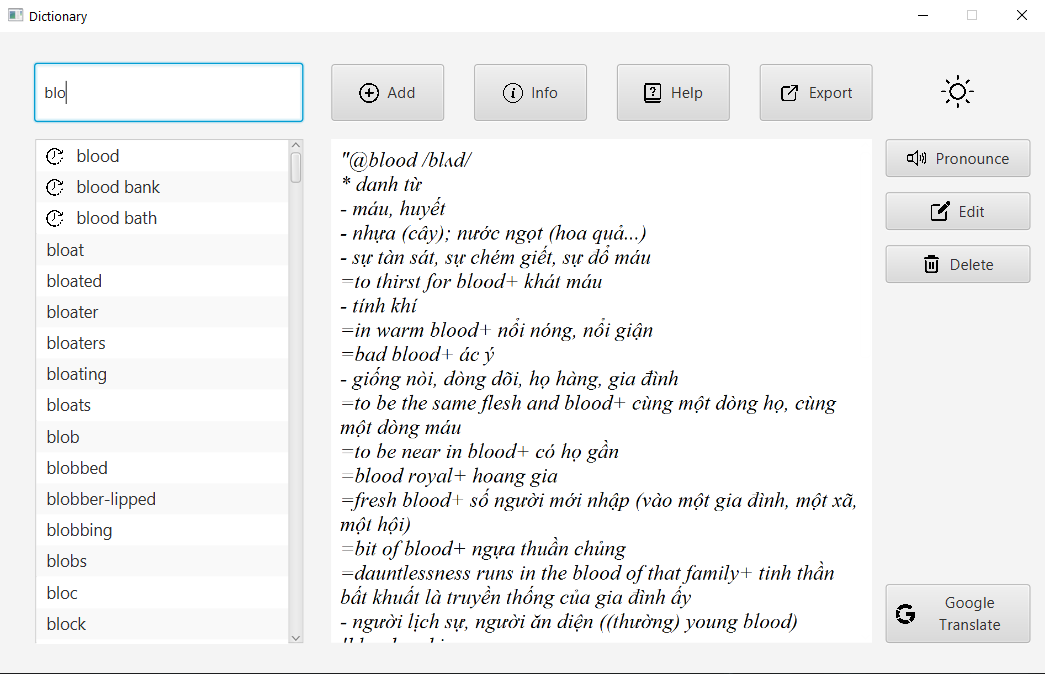 Dictionary
blo
Add
Info
Help
Export
blood
blood bank
blood bath
bloat
bloated
bloater
bloaters
bloating
bloats
blob
blobbed
blobber-lipped
blobbing
blobs
bloc
block
"@blood /blʌd/
* danh từ
- máu, huyết
- nhựa (cây); nước ngọt (hoa quả...)
- sự tàn sát, sự chém giết, sự đổ máu
=to thirst for blood+ khát máu
- tính khí
=in warm blood+ nổi nóng, nổi giận
=bad blood+ ác ý
- giống nòi, dòng dõi, họ hàng, gia đình
=to be the same flesh and blood+ cùng một dòng họ, cùng
một dòng máu
=to be near in blood+ có họ gần
=blood royal+ hoang gia
=fresh blood+ số người mới nhập (vào một gia đình, một xã,
một hội)
=bit of blood+ ngựa thuần chủng
=dauntlessness runs in the blood of that family+ tinh thần
bất khuất là truyền thống của gia đình ấy
- người lịch sự, người ăn diện ((thường) young blood)
Pronounce
Edit
Delete
Google
Translate